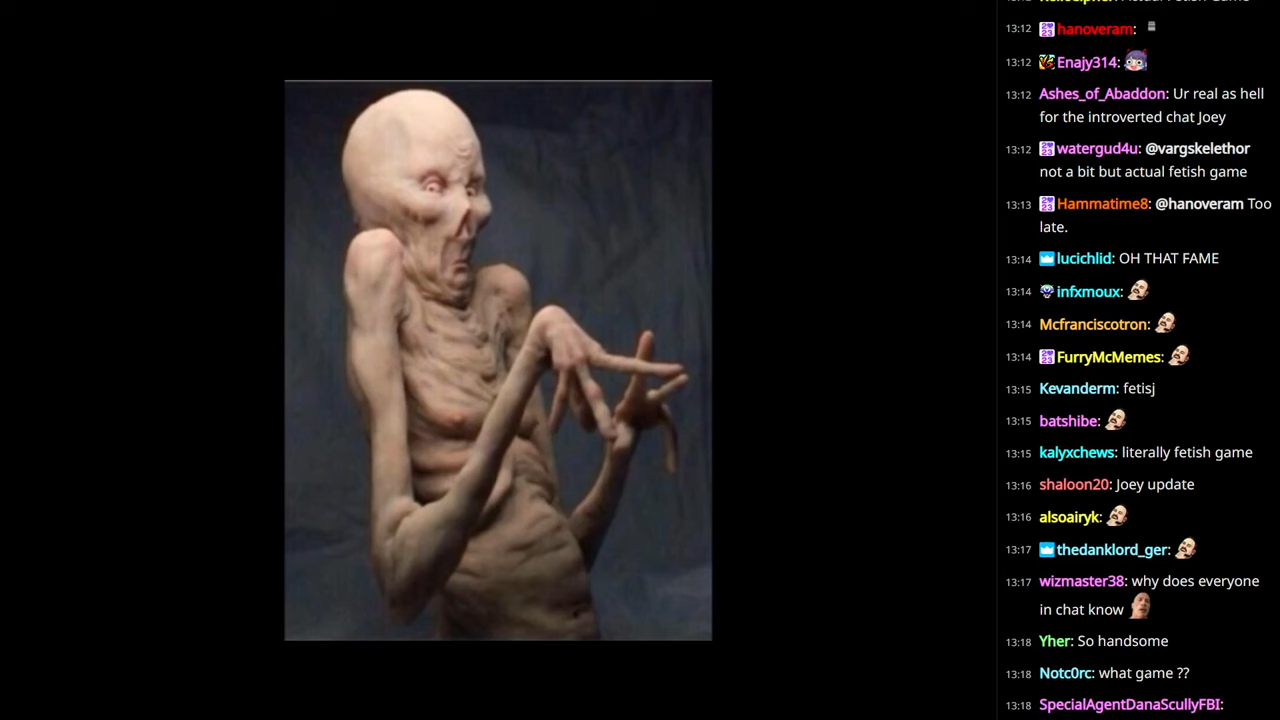 13:12 hanoveram:
13:12 Enajy314:
13:12 Ashes_of_Abaddon: Ur real as hell
for the introverted chat Joey
13:12 watergud4u: @vargskelethor
not a bit but actual fetish game
13:13 Hammatime8: @hanoveram Too
late.
13:14 lucichlid: OH THAT FAME
13:14 infxmoux:
13:14 Mcfranciscotron:
13:14 FurryMcMemes:
13:15 Kevanderm: fetisj
13:15 batshibe:
13:15 kalyxchews: literally fetish game
13:16 shaloon20: Joey update
13:16 alsoairyk:
13:17 thedanklord_ger:
13:17 wizmaster38: why does everyone
in chat know
13:18 Yher: So handsome
13:18 Notc0rc: what game ??
13:18 SpecialAgentDanaScullyFBI: